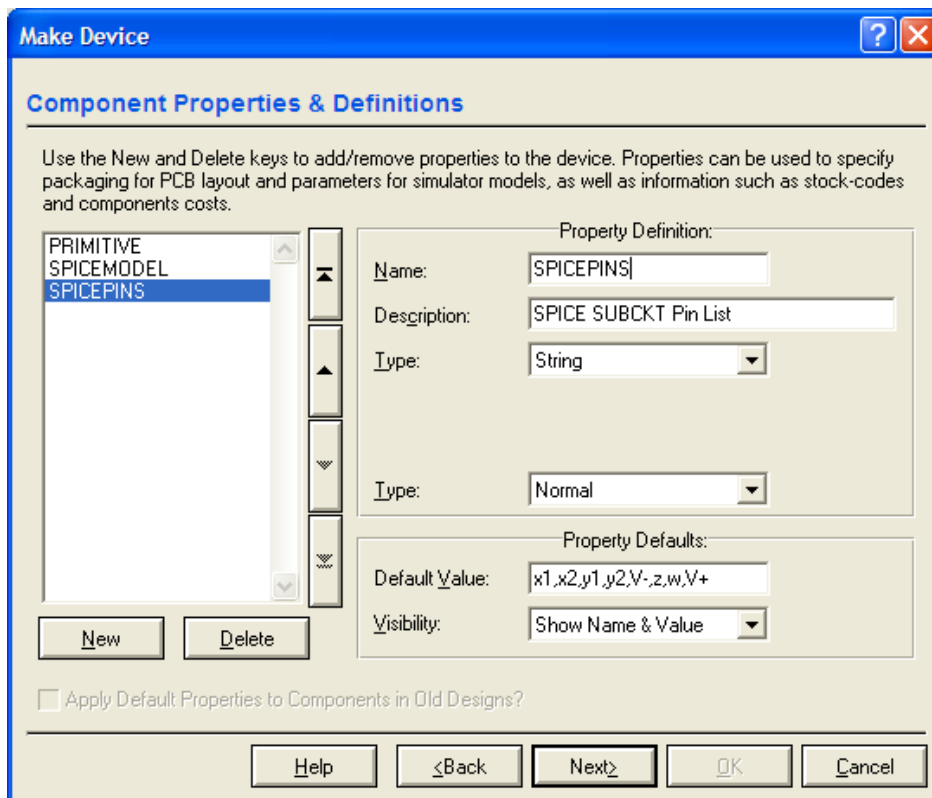 Make Device
Component Properties & Definitions
Use the New and Delete keys to add/remove properties to the device. Properties can be used to specify
packaging for PCB layout and parameters for simulator models, as well as information such as stock-codes
and components costs.
PRIMITIVE
SPICEMODEL
SPICEPINS
Property Definition:
Name: SPICEPINS
Description: SPICE SUBCKT Pin List
Type: String
Type: Normal
Property Defaults:
Default Value: x1,x2,y1,y2,V-,z,w,V+
Visibility: Show Name & Value
New Delete
Apply Default Properties to Components in Old Designs?
Help <Back Next> OK Cancel